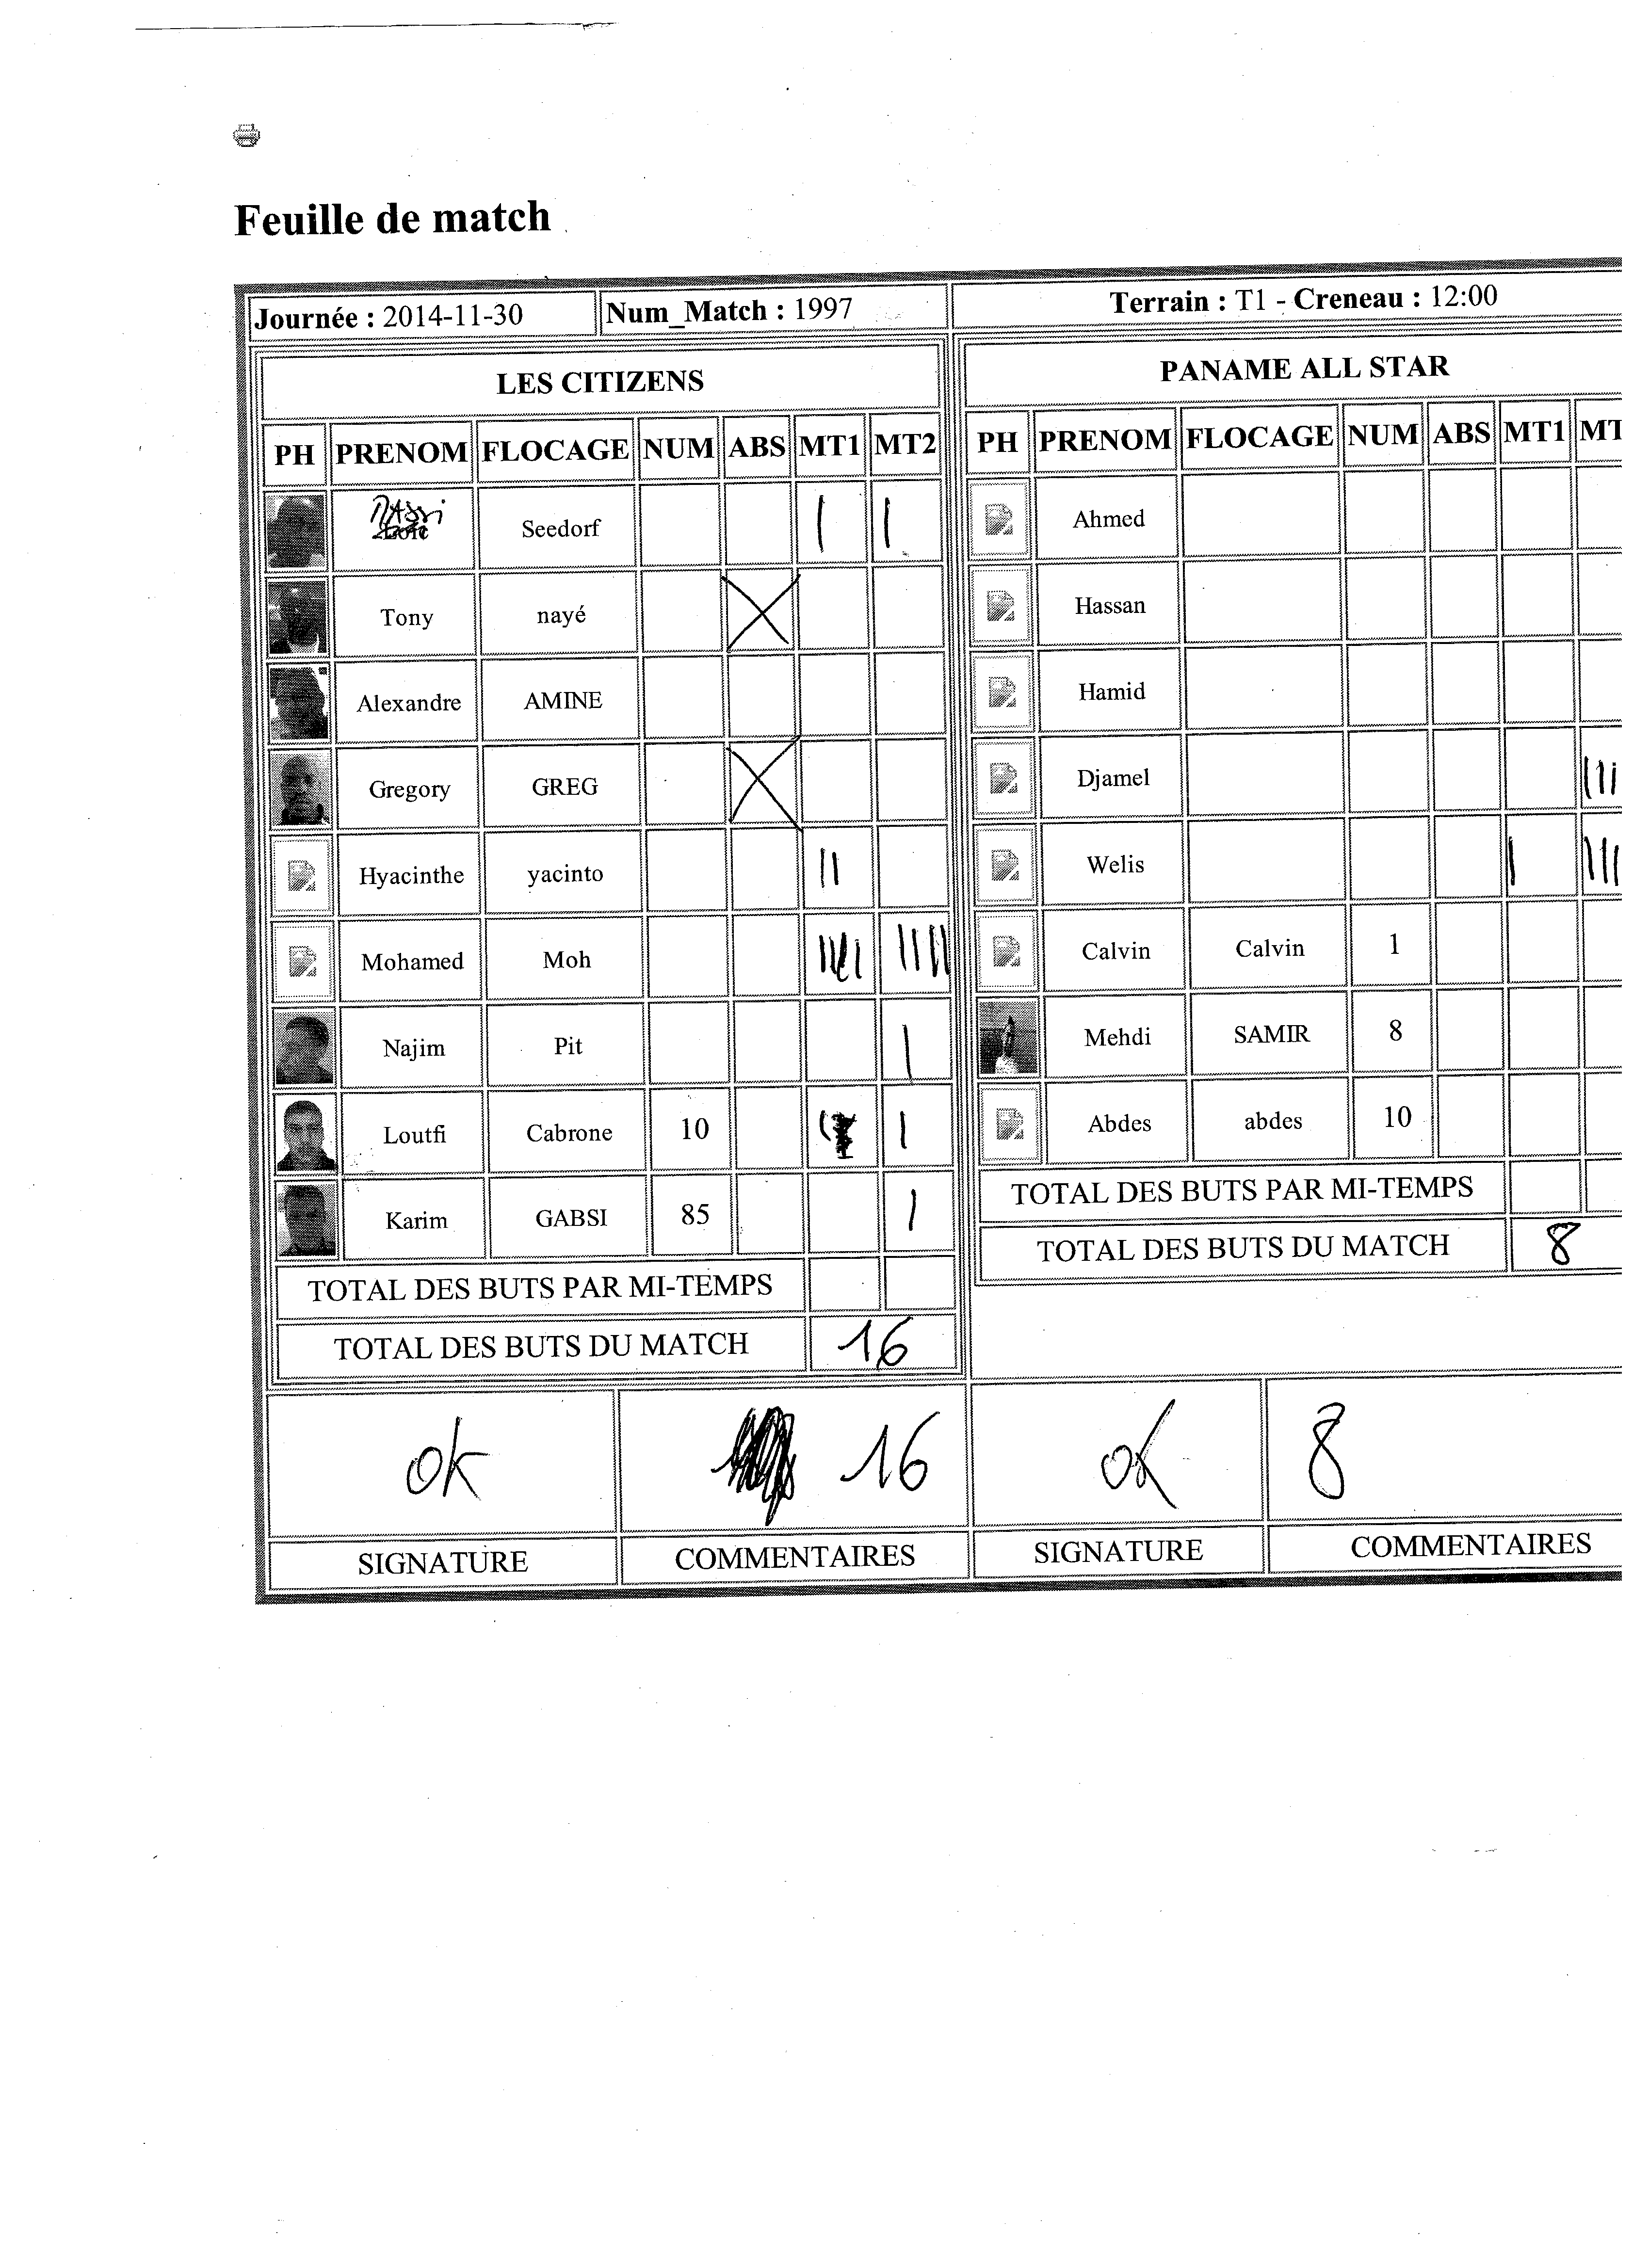 Feuille de match
Journée : 2014-11-30 Num_Match : 1997 Terrain : T1 - Creneau : 12:00
LES CITIZENS PANAME ALL STAR
PH PRENOM FLOCAGE NUM ABS MT1 MT2 PH PRENOM FLOCAGE NUM ABS MT1 MT
Seedorf | | Ahmed
Tony nayé X Hassan
Alexandre AMINE Hamid
Gregory GREG X Djamel |||
Hyacinthe yacinto || Welis | |||
Mohamed Moh Calvin Calvin 1
Najim Pit | Mehdi SAMIR 8
Loutfi Cabrone 10 | Abdes abdes 10
Karim GABSI 85 |
TOTAL DES BUTS PAR MI-TEMPS TOTAL DES BUTS PAR MI-TEMPS
TOTAL DES BUTS DU MATCH 16 TOTAL DES BUTS DU MATCH 8
ok 16 ok 8
SIGNATURE COMMENTAIRES SIGNATURE COMMENTAIRES